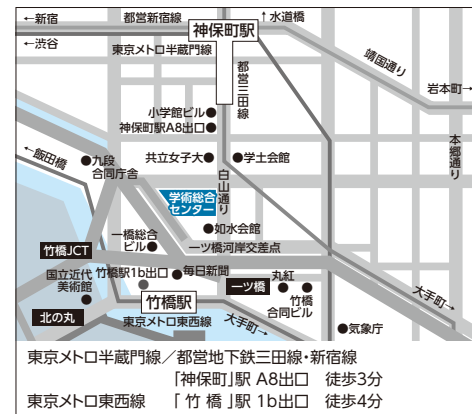 ←新宿
都営新宿線
神保町駅
↑水道橋
←渋谷
東京メトロ半蔵門線
靖国通り
都営三田線
岩本町→
本郷通り
小学館ビル
神保町駅A8出口
←飯田橋
九段
合同庁舎
共立女子大
学士会館
白山通り
学術総合
センター
如水会館
一橋総合
ビル
一ツ橋河岸交差点
竹橋JCT
国立近代
美術館
竹橋駅1b出口
毎日新聞
一ツ橋
丸紅
竹橋
合同ビル
大手町→
竹橋駅
北の丸
東京メトロ東西線
大手町→
気象庁
東京メトロ半蔵門線／都営地下鉄三田線・新宿線
「神保町」駅 A8出口 徒歩3分
東京メトロ東西線 「 竹 橋 」駅 1b出口 徒歩4分